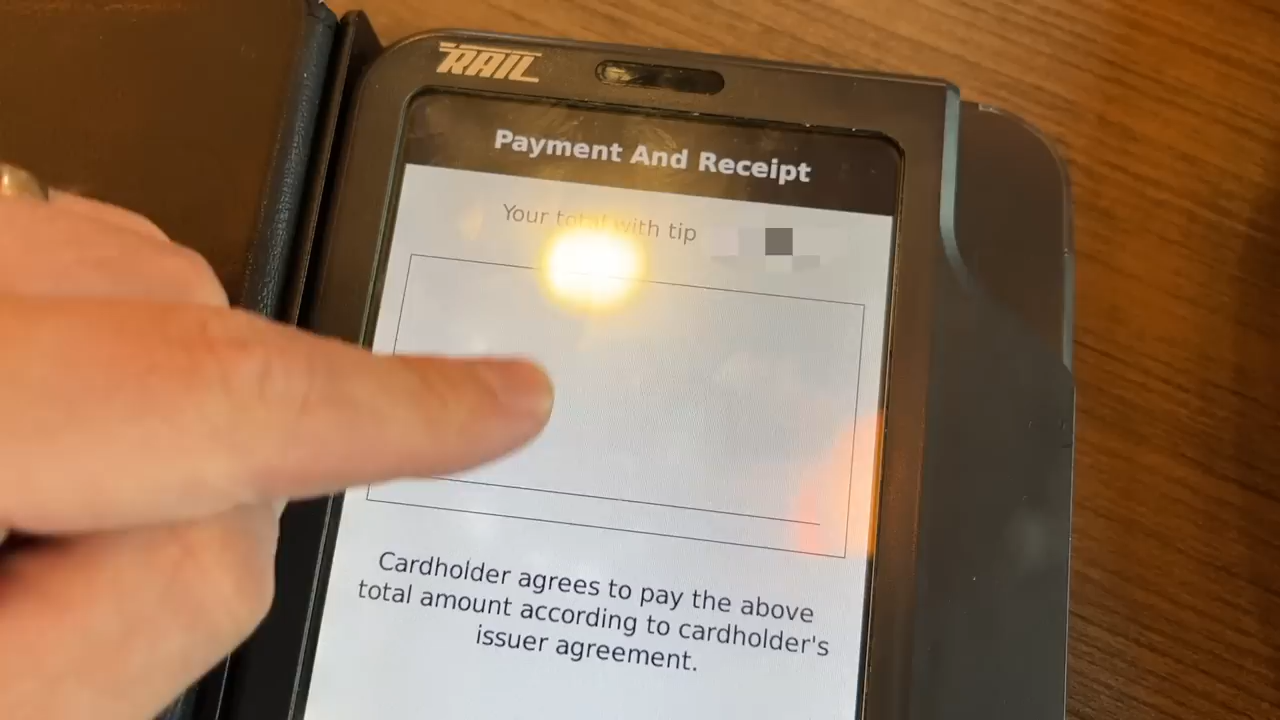 RAIL
Payment And Receipt
Your total with tip
Cardholder agrees to pay the above
total amount according to cardholder's
issuer agreement.